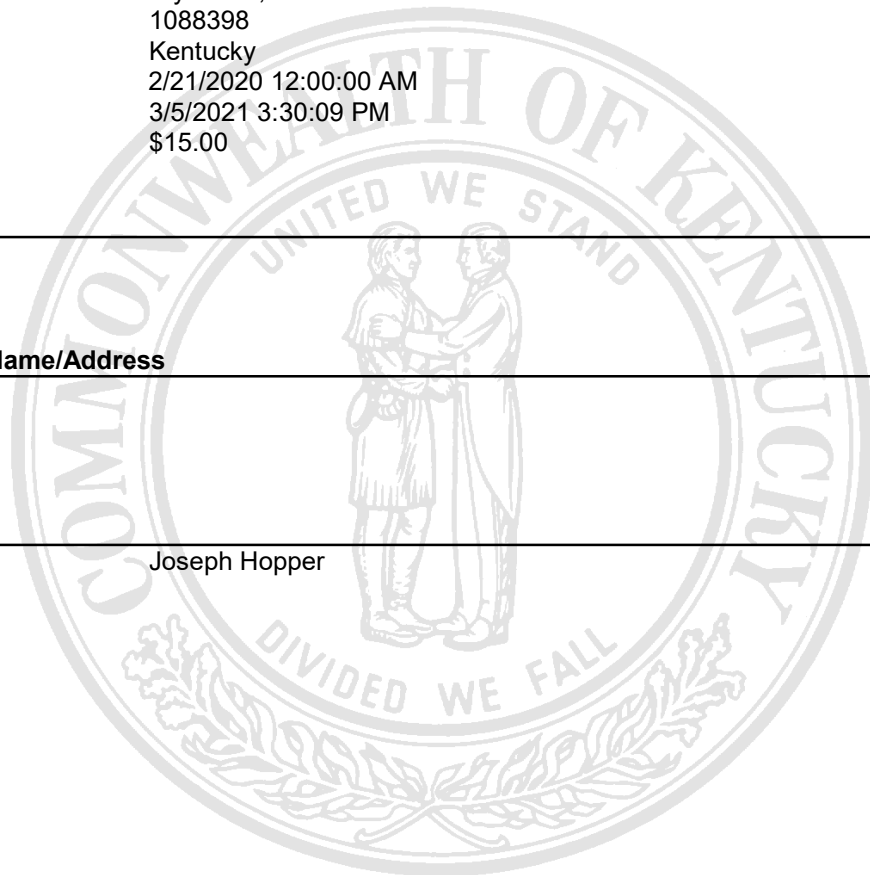 1088398
Kentucky
2/21/2020 12:00:00 AM
3/5/2021 3:30:09 PM
$15.00
COMMONWEALTH OF KENTUCKY
UNITED WE STAND
ame/Address
Joseph Hopper
DIVIDED WE FALL